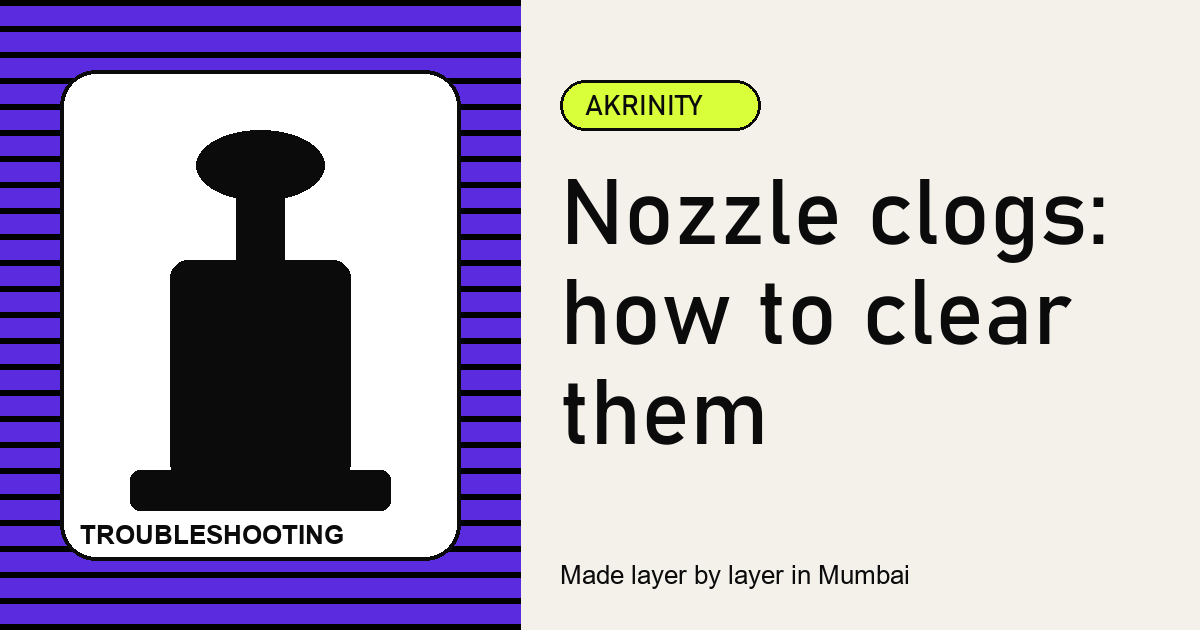 TROUBLESHOOTING
AKRINITY
Nozzle clogs:
how to clear
them
Made layer by layer in Mumbai